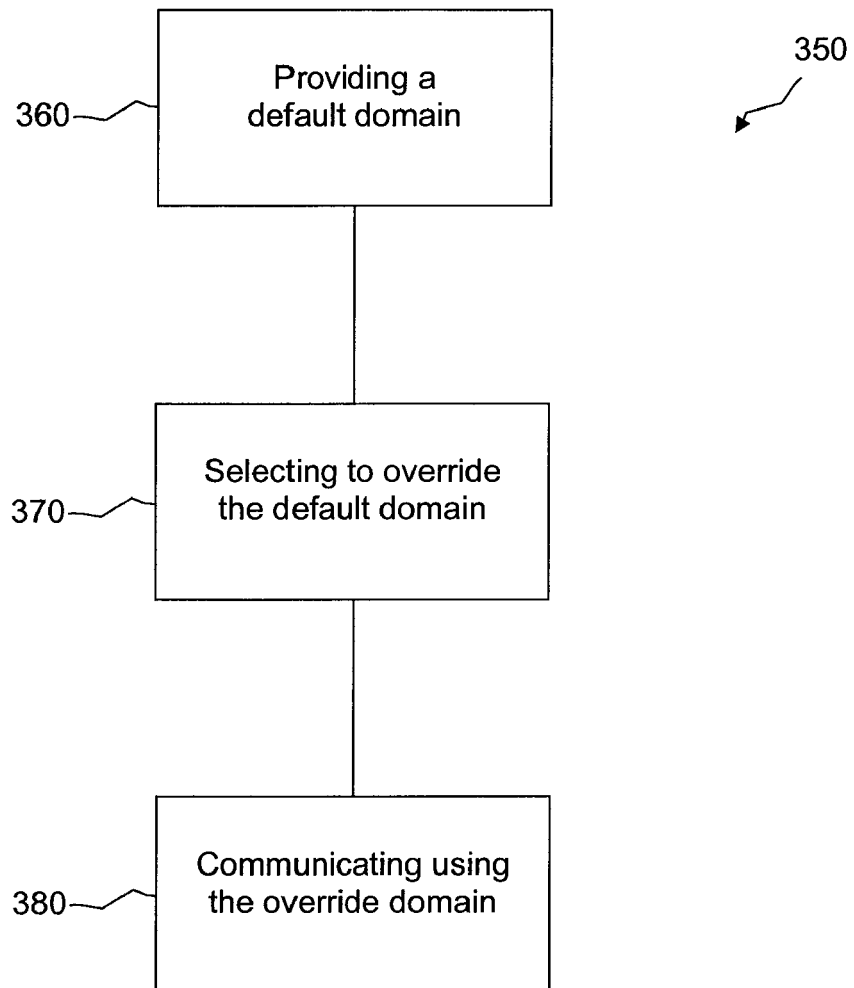 350
Providing a
default domain
360
Selecting to override
the default domain
370
Communicating using
the override domain
380